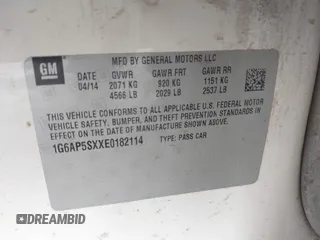 GM
MFD BY GENERAL MOTORS LLC
04/14 GVWR GAWR FRT GAWR RR
2071 KG 920 KG 1151 KG
4566 LB 2029 LB 2537 LB
THIS VEHICLE CONFORMS TO ALL APPLICABLE U.S. FEDERAL MOTOR
VEHICLE SAFETY, BUMPER, AND THEFT PREVENTION STANDARDS IN
EFFECT ON THE DATE OF MANUFACTURE SHOWN ABOVE.
1G6AP5SXXE0182114 TYPE: PASS CAR
DREAMBID